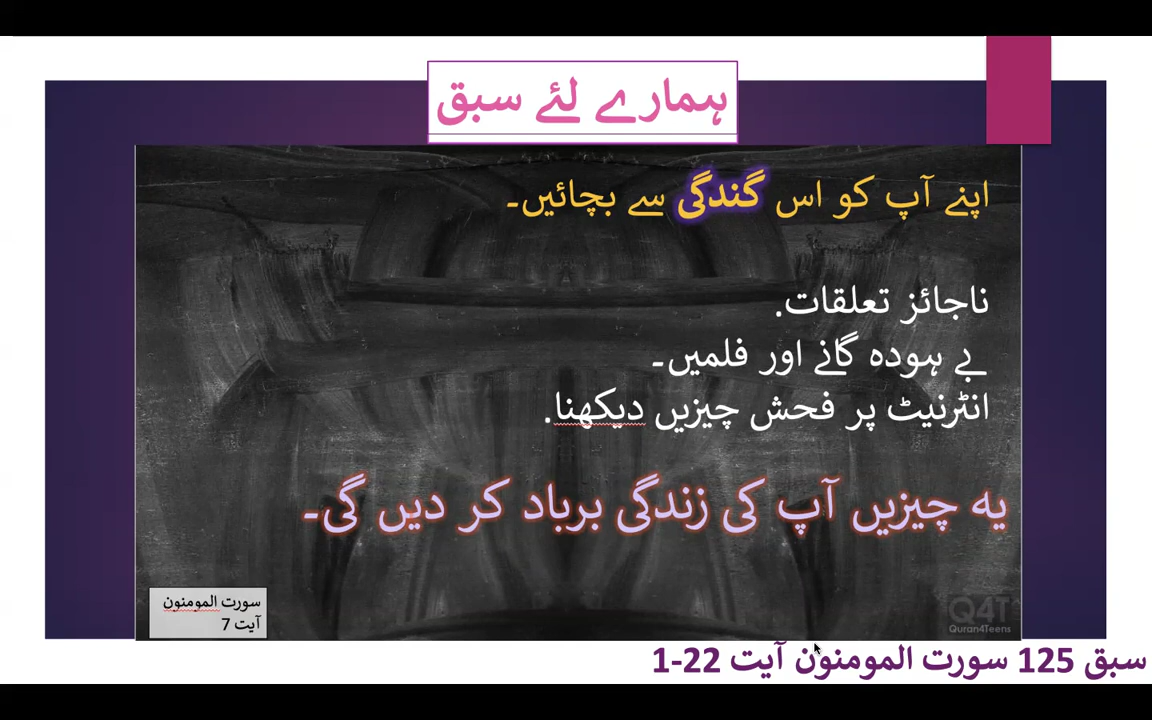 ہمارے لئے سبق
اپنے آپ کو اس گندگی سے بچائیں۔
ناجائز تعلقات.
بے ہودہ گانے اور فلمیں۔
انٹرنیٹ پر فحش چیزیں دیکھنا.
یہ چیزیں آپ کی زندگی برباد کر دیں گی۔
سورت المومنون
آیت 7
Q4T
Quran4Teens
سبق 125 سورت المومنون آیت 22-1